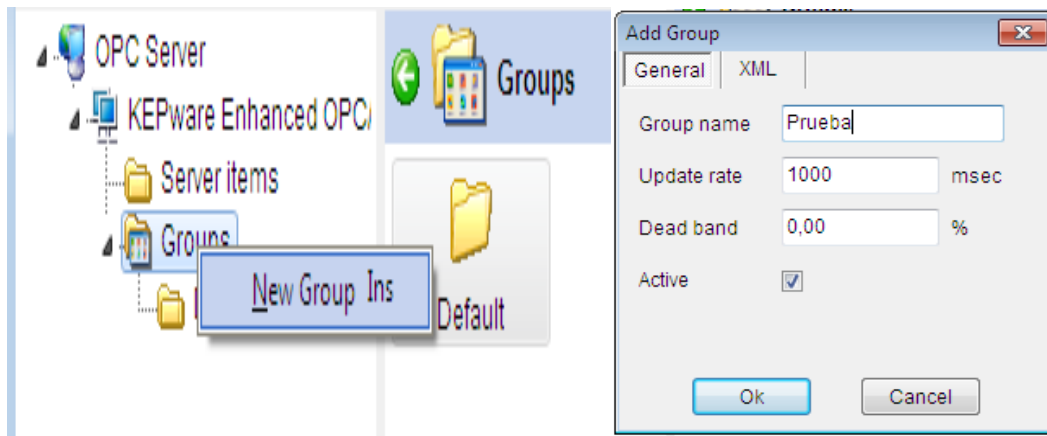 OPC Server
KEPware Enhanced OPC/
Server items
Groups
New Group Ins
Groups
Default
Add Group
General XML
Group name Prueba
Update rate 1000 msec
Dead band 0,00 %
Active
Ok Cancel